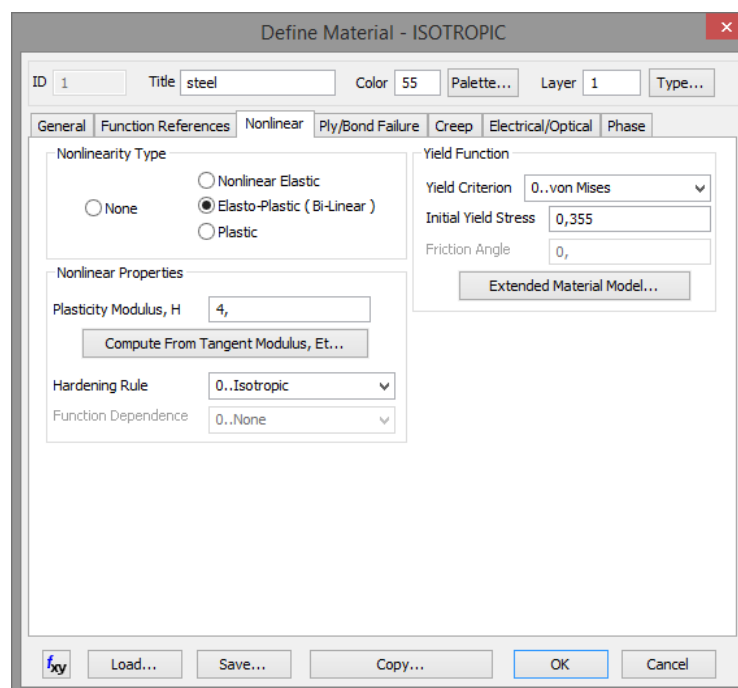 Define Material - ISOTROPIC
ID 1 Title steel Color 55 Palette... Layer 1 Type...
General Function References Nonlinear Ply/Bond Failure Creep Electrical/Optical Phase
Nonlinearity Type
None
Nonlinear Elastic
Elasto-Plastic ( Bi-Linear )
Plastic
Nonlinear Properties
Plasticity Modulus, H 4,
Compute From Tangent Modulus, Et...
Hardening Rule 0..Isotropic
Function Dependence 0..None
Yield Function
Yield Criterion 0..von Mises
Initial Yield Stress 0,355
Friction Angle 0,
Extended Material Model...
fxy Load... Save... Copy... OK Cancel